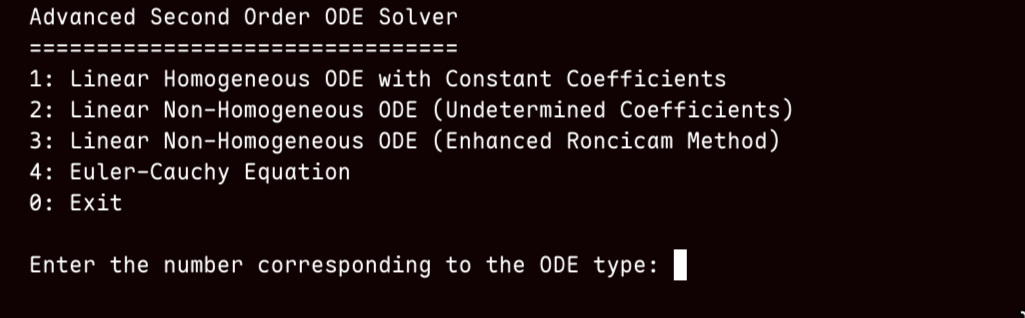 Advanced Second Order ODE Solver
================================
1: Linear Homogeneous ODE with Constant Coefficients
2: Linear Non-Homogeneous ODE (Undetermined Coefficients)
3: Linear Non-Homogeneous ODE (Enhanced Roncicam Method)
4: Euler-Cauchy Equation
0: Exit
Enter the number corresponding to the ODE type: